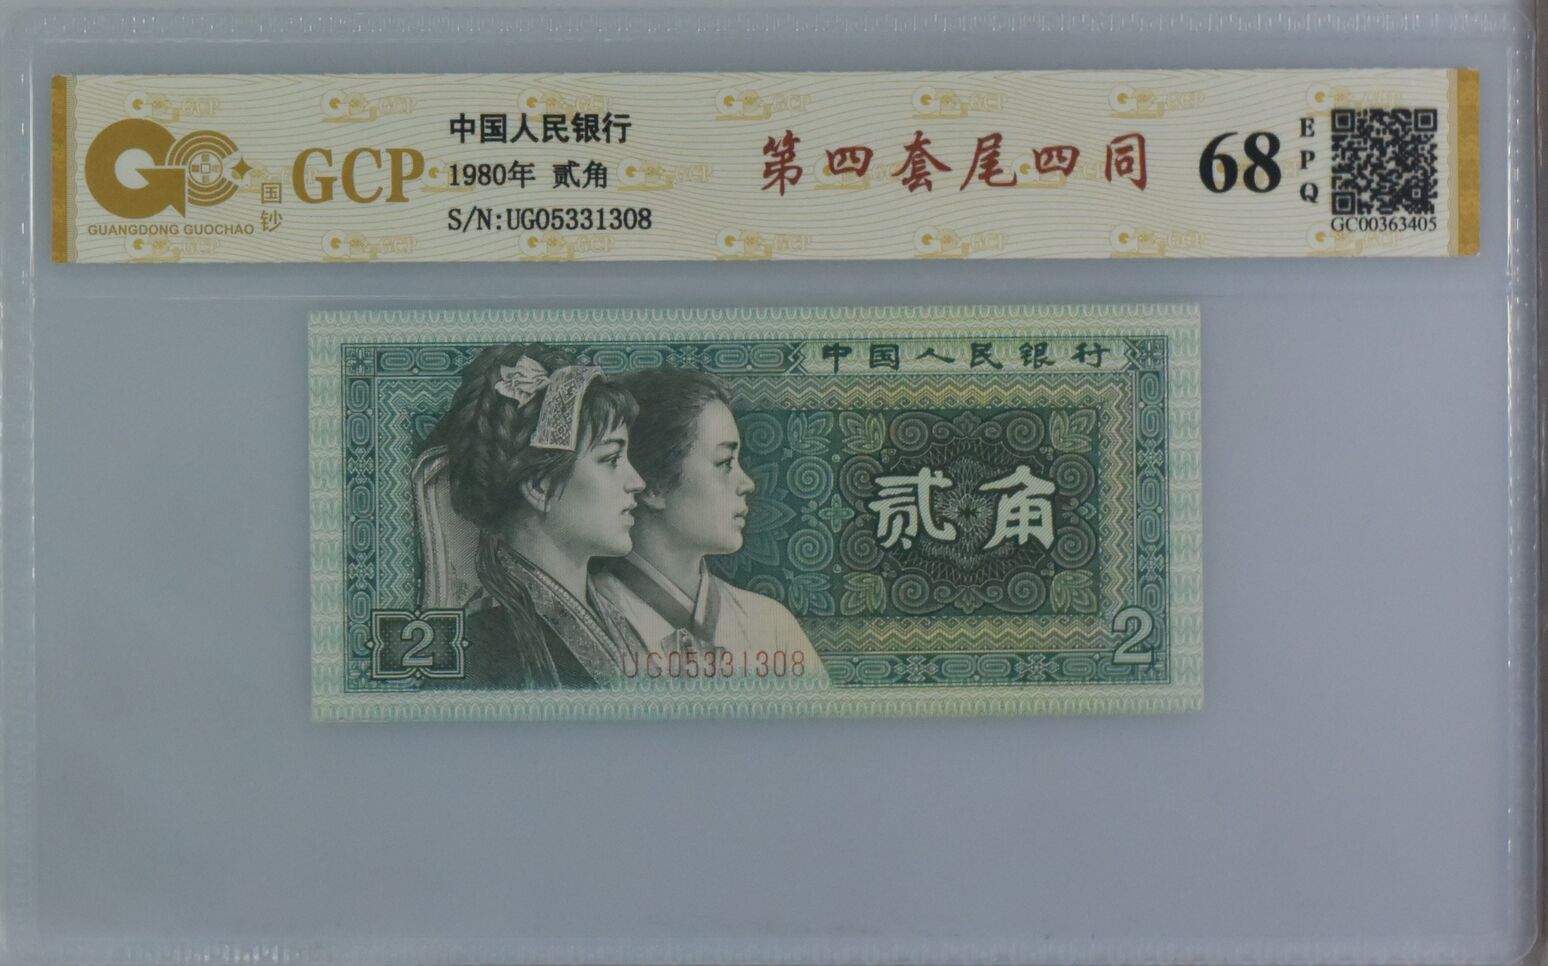 中国人民银行
1980年 贰角
S/N:UG05331308
GCP
国钞
GUANGDONG GUOCHAO
第四套尾四同
68
EPQ
GC00363405
中国人民银行
贰角
2
2
UG05331308